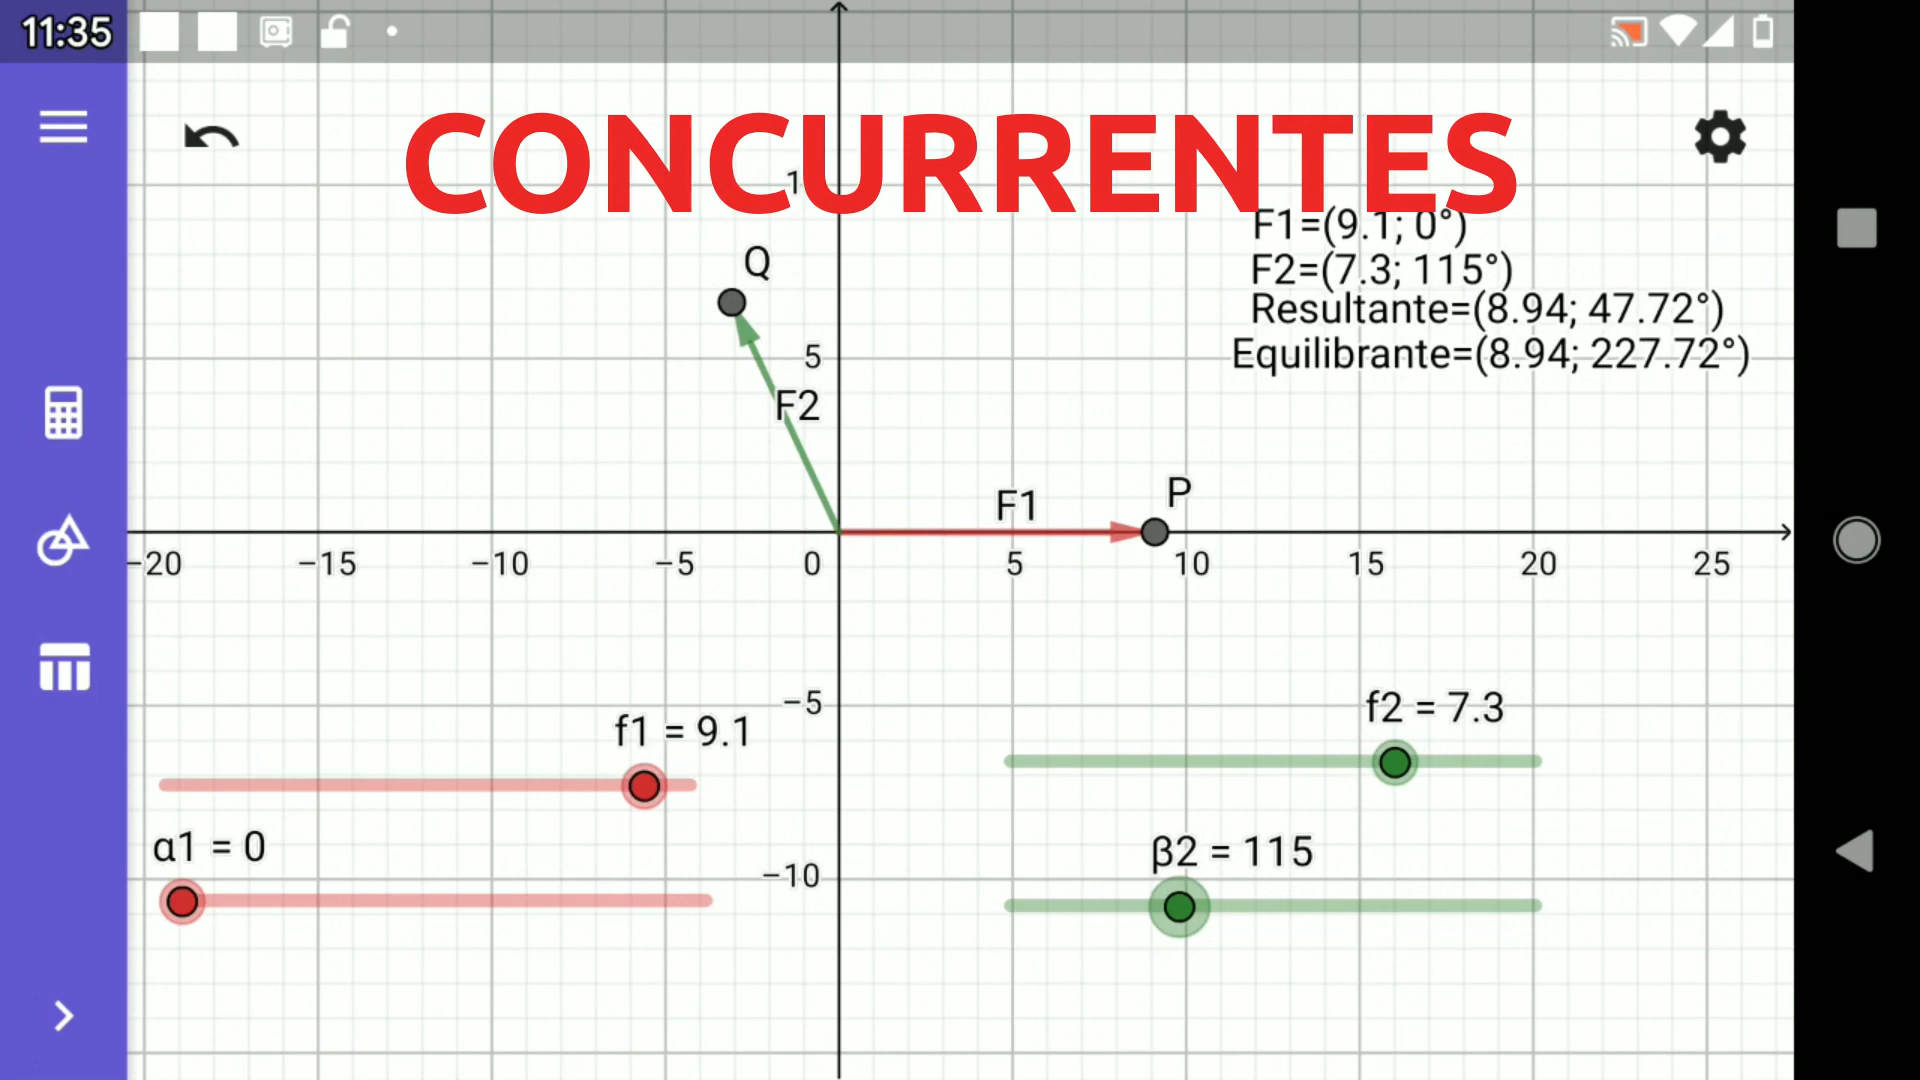 11:35
CONCURRENTES
1
F1=(9.1; 0°)
Q
F2=(7.3; 115°)
Resultante=(8.94; 47.72°)
5
Equilibrante=(8.94; 227.72°)
F2
F1
P
−20 −15 −10 −5 0 5 10 15 20 25
−5
f2 = 7.3
f1 = 9.1
α1 = 0
β2 = 115
−10